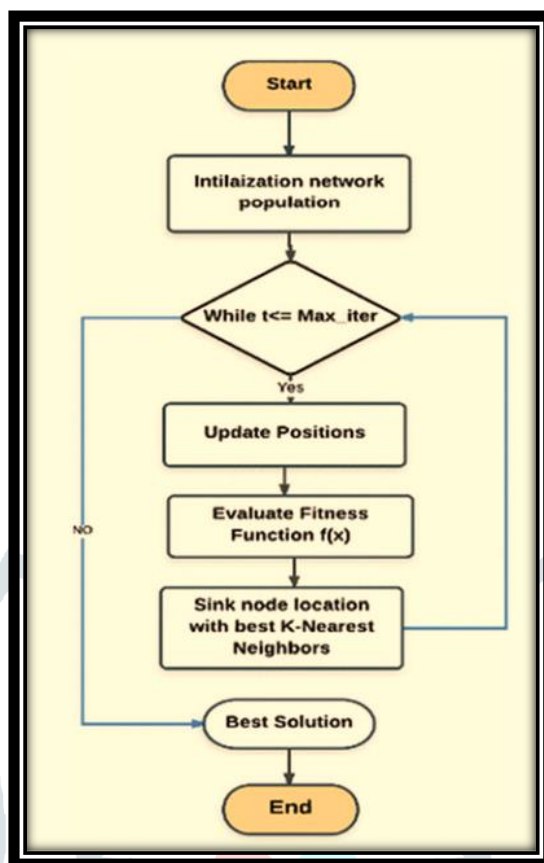 Start
Intilaization network
population
While t<= Max_iter
Yes
Update Positions
Evaluate Fitness
Function f(x)
NO
Sink node location
with best K-Nearest
Neighbors
Best Solution
End